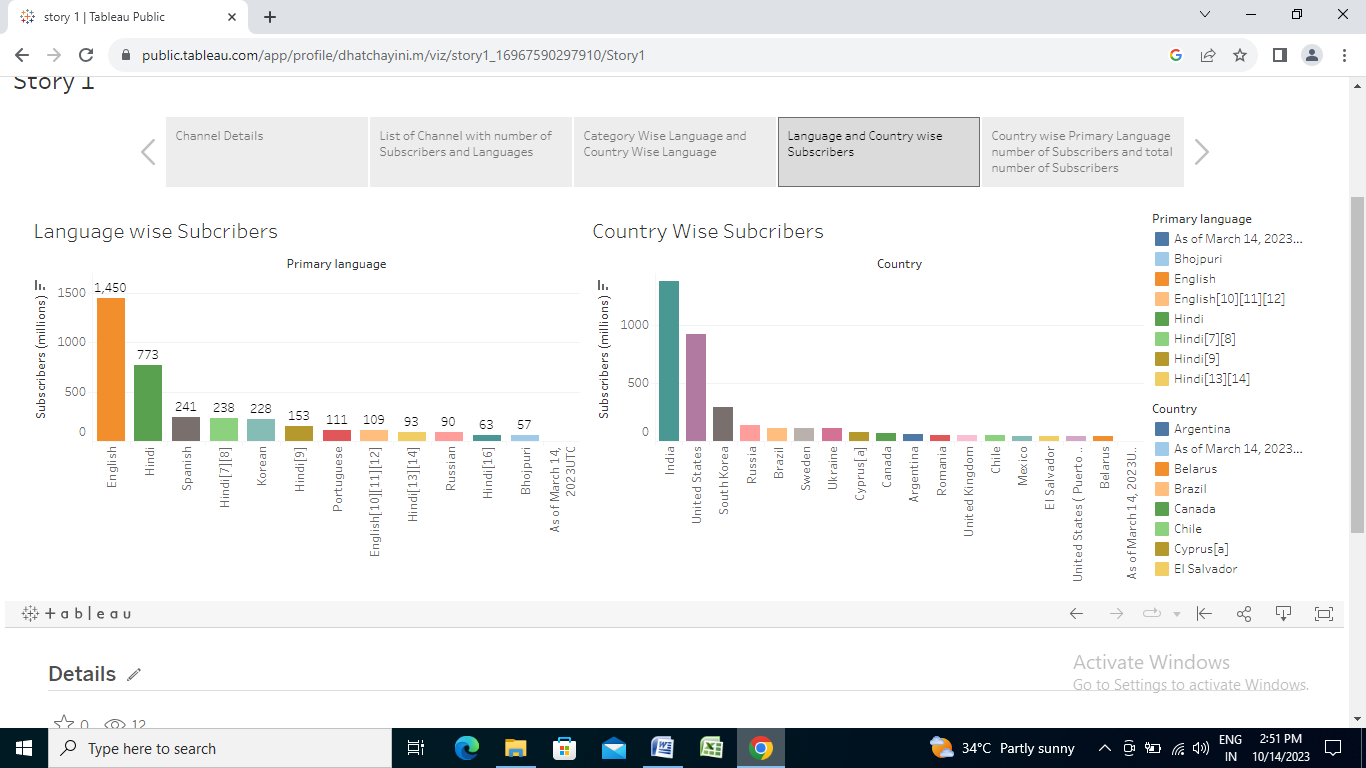 story 1 | Tableau Public
public.tableau.com/app/profile/dhatchayini.m/viz/story1_16967590297910/Story1
Story 1
Channel Details
List of Channel with number of
Subscribers and Languages
Category Wise Language and
Country Wise Language
Language and Country wise
Subscribers
Country wise Primary Language
number of Subscribers and total
number of Subscribers
Language wise Subcribers
Primary language
Subscribers (millions)
1500
1000
500
0
1,450
773
241
238
228
153
111
109
93
90
63
57
English
Hindi
Spanish
Hindi[7][8]
Korean
Hindi[9]
Portuguese
English[10][11][12]
Hindi[13][14]
Russian
Hindi[16]
Bhojpuri
As of March 14,
2023UTC
Country Wise Subcribers
Country
Subscribers (millions)
1000
500
0
India
United States
South Korea
Russia
Brazil
Sweden
Ukraine
Cyprus[a]
Canada
Argentina
Romania
United Kingdom
Chile
Mexico
El Salvador
United States ( Puerto ..
Belarus
As of March 14, 2023U..
Primary language
As of March 14, 2023...
Bhojpuri
English
English[10][11][12]
Hindi
Hindi[7][8]
Hindi[9]
Hindi[13][14]
Country
Argentina
As of March 14, 2023...
Belarus
Brazil
Canada
Chile
Cyprus[a]
El Salvador
+ a b | e a u
Details
0
12
Activate Windows
Go to Settings to activate Windows.
Type here to search
34°C Partly sunny
ENG
IN
2:51 PM
10/14/2023